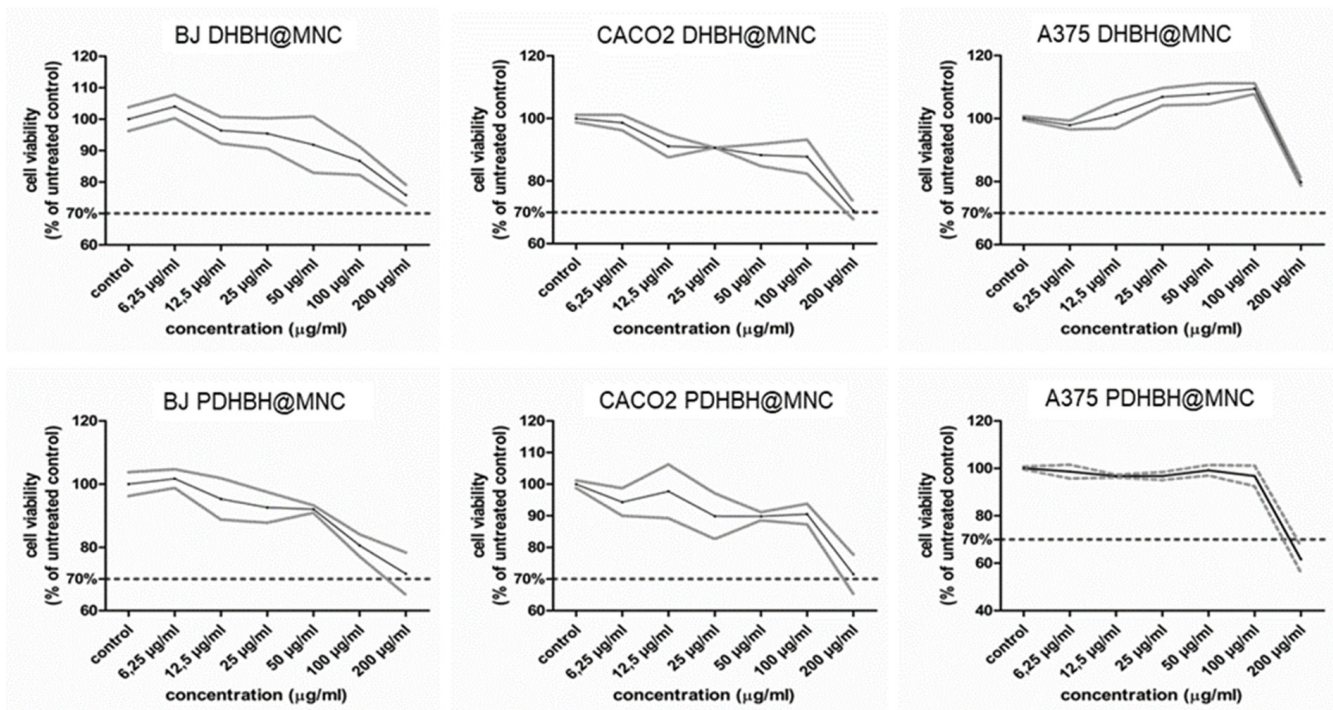 BJ DHBH@MNC
cell viability
(% of untreated control)
120
110
100
90
80
70%
60
control
6,25 µg/ml
12,5 µg/ml
25 µg/ml
50 µg/ml
100 µg/ml
200 µg/ml
concentration (µg/ml)
CACO2 DHBH@MNC
cell viability
(% of untreated control)
120
100
80
70%
60
control
6,25 µg/ml
12,5 µg/ml
25 µg/ml
50 µg/ml
100 µg/ml
200 µg/ml
concentration (µg/ml)
A375 DHBH@MNC
cell viability
(% of untreated control)
120
100
80
70%
60
control
6,25 µg/ml
12,5 µg/ml
25 µg/ml
50 µg/ml
100 µg/ml
200 µg/ml
concentration (µg/ml)
BJ PDHBH@MNC
cell viability
(% of untreated control)
120
100
80
70%
60
control
6,25 µg/ml
12,5 µg/ml
25 µg/ml
50 µg/ml
100 µg/ml
200 µg/ml
concentration (µg/ml)
CACO2 PDHBH@MNC
cell viability
(% of untreated control)
120
110
100
90
80
70%
60
control
6,25 µg/ml
12,5 µg/ml
25 µg/ml
50 µg/ml
100 µg/ml
200 µg/ml
concentration (µg/ml)
A375 PDHBH@MNC
cell viability
(% of untreated control)
120
100
80
70%
60
40
control
6,25 µg/ml
12,5 µg/ml
25 µg/ml
50 µg/ml
100 µg/ml
200 µg/ml
concentration (µg/ml)